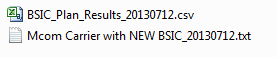 BSIC_Plan_Results_20130712.csv
Mcom Carrier with NEW BSIC_20130712.txt